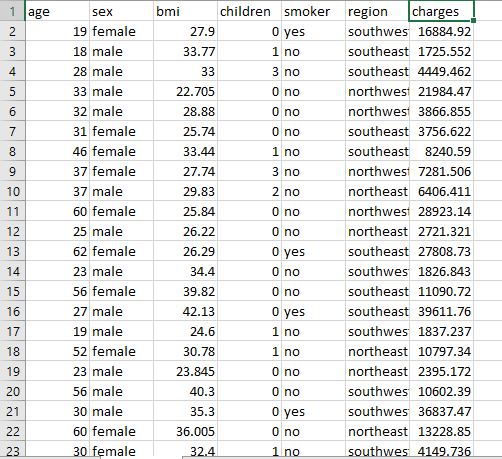 1 age sex bmi children smoker region charges
2 19 female 27.9 0 yes southwest 16884.92
3 18 male 33.77 1 no southeast 1725.552
4 28 male 33 3 no southeast 4449.462
5 33 male 22.705 0 no northwest 21984.47
6 32 male 28.88 0 no northwest 3866.855
7 31 female 25.74 0 no southeast 3756.622
8 46 female 33.44 1 no southeast 8240.59
9 37 female 27.74 3 no northwest 7281.506
10 37 male 29.83 2 no northeast 6406.411
11 60 female 25.84 0 no northwest 28923.14
12 25 male 26.22 0 no northeast 2721.321
13 62 female 26.29 0 yes southeast 27808.73
14 23 male 34.4 0 no southwest 1826.843
15 56 female 39.82 0 no southeast 11090.72
16 27 male 42.13 0 yes southeast 39611.76
17 19 male 24.6 1 no southwest 1837.237
18 52 female 30.78 1 no northeast 10797.34
19 23 male 23.845 0 no northeast 2395.172
20 56 male 40.3 0 no southwest 10602.39
21 30 male 35.3 0 yes southwest 36837.47
22 60 female 36.005 0 no northeast 13228.85
23 30 female 32.4 1 no southwest 4149.736